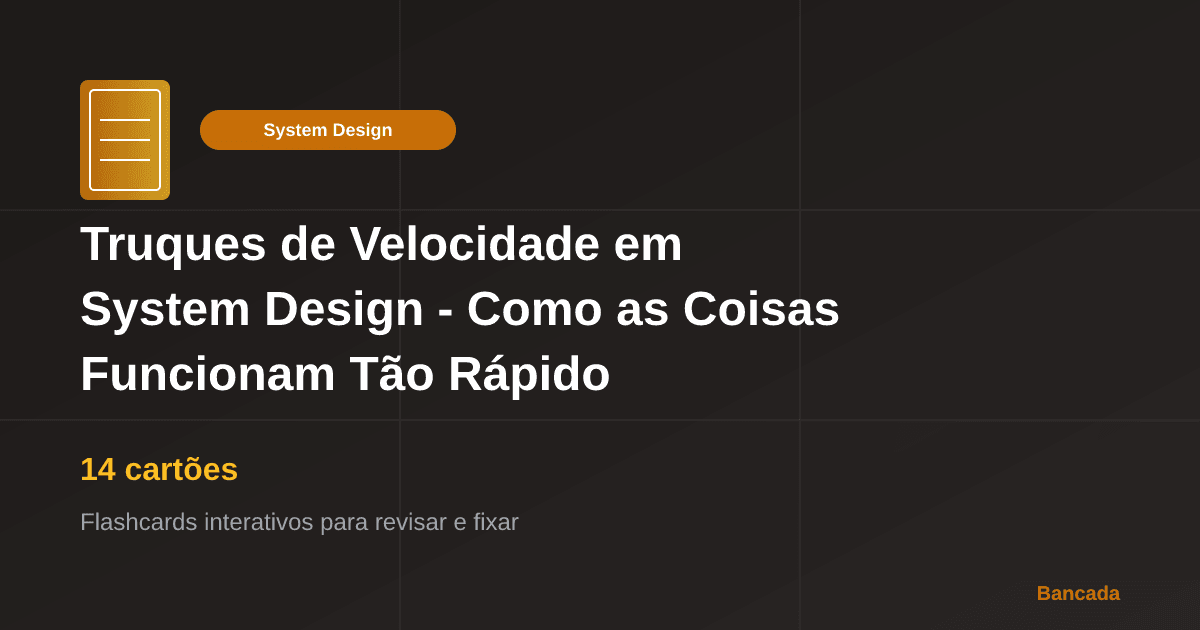 System Design
Truques de Velocidade em
System Design - Como as Coisas
Funcionam Tão Rápido
14 cartões
Flashcards interativos para revisar e fixar
Bancada